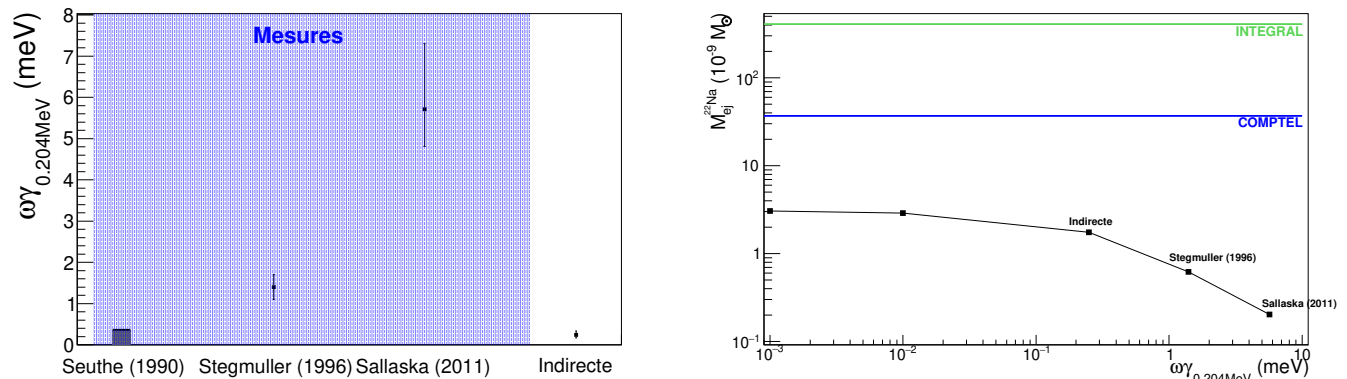 ωγ0.204MeV (meV)
8
7
6
5
4
3
2
1
0
Mesures
Seuthe (1990) Stegmuller (1996) Sallaska (2011) Indirecte
M ej 22Na (10-9 M⊙)
10²
10
1
10−1
INTEGRAL
COMPTEL
Indirecte
Stegmuller (1996)
Sallaska (2011)
10−3 10−2 10−1 1 10
ωγ0.204MeV (meV)